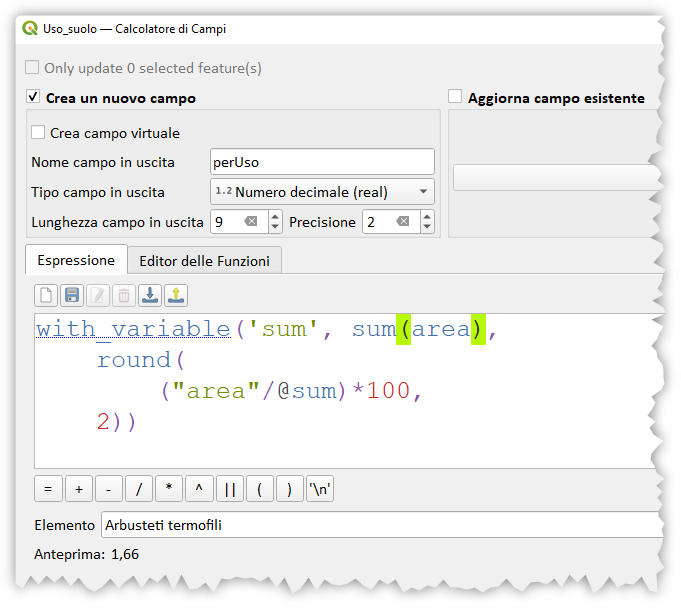 Uso_suolo — Calcolatore di Campi
Only update 0 selected feature(s)
Crea un nuovo campo
Aggiorna campo esistente
Crea campo virtuale
Nome campo in uscita perUso
Tipo campo in uscita 1.2 Numero decimale (real)
Lunghezza campo in uscita 9 Precisione 2
Espressione Editor delle Funzioni
with_variable('sum', sum(area),
round(
("area"/@sum)*100,
2))
= + - / * ^ || ( ) '\n'
Elemento Arbusteti termofili
Anteprima: 1,66